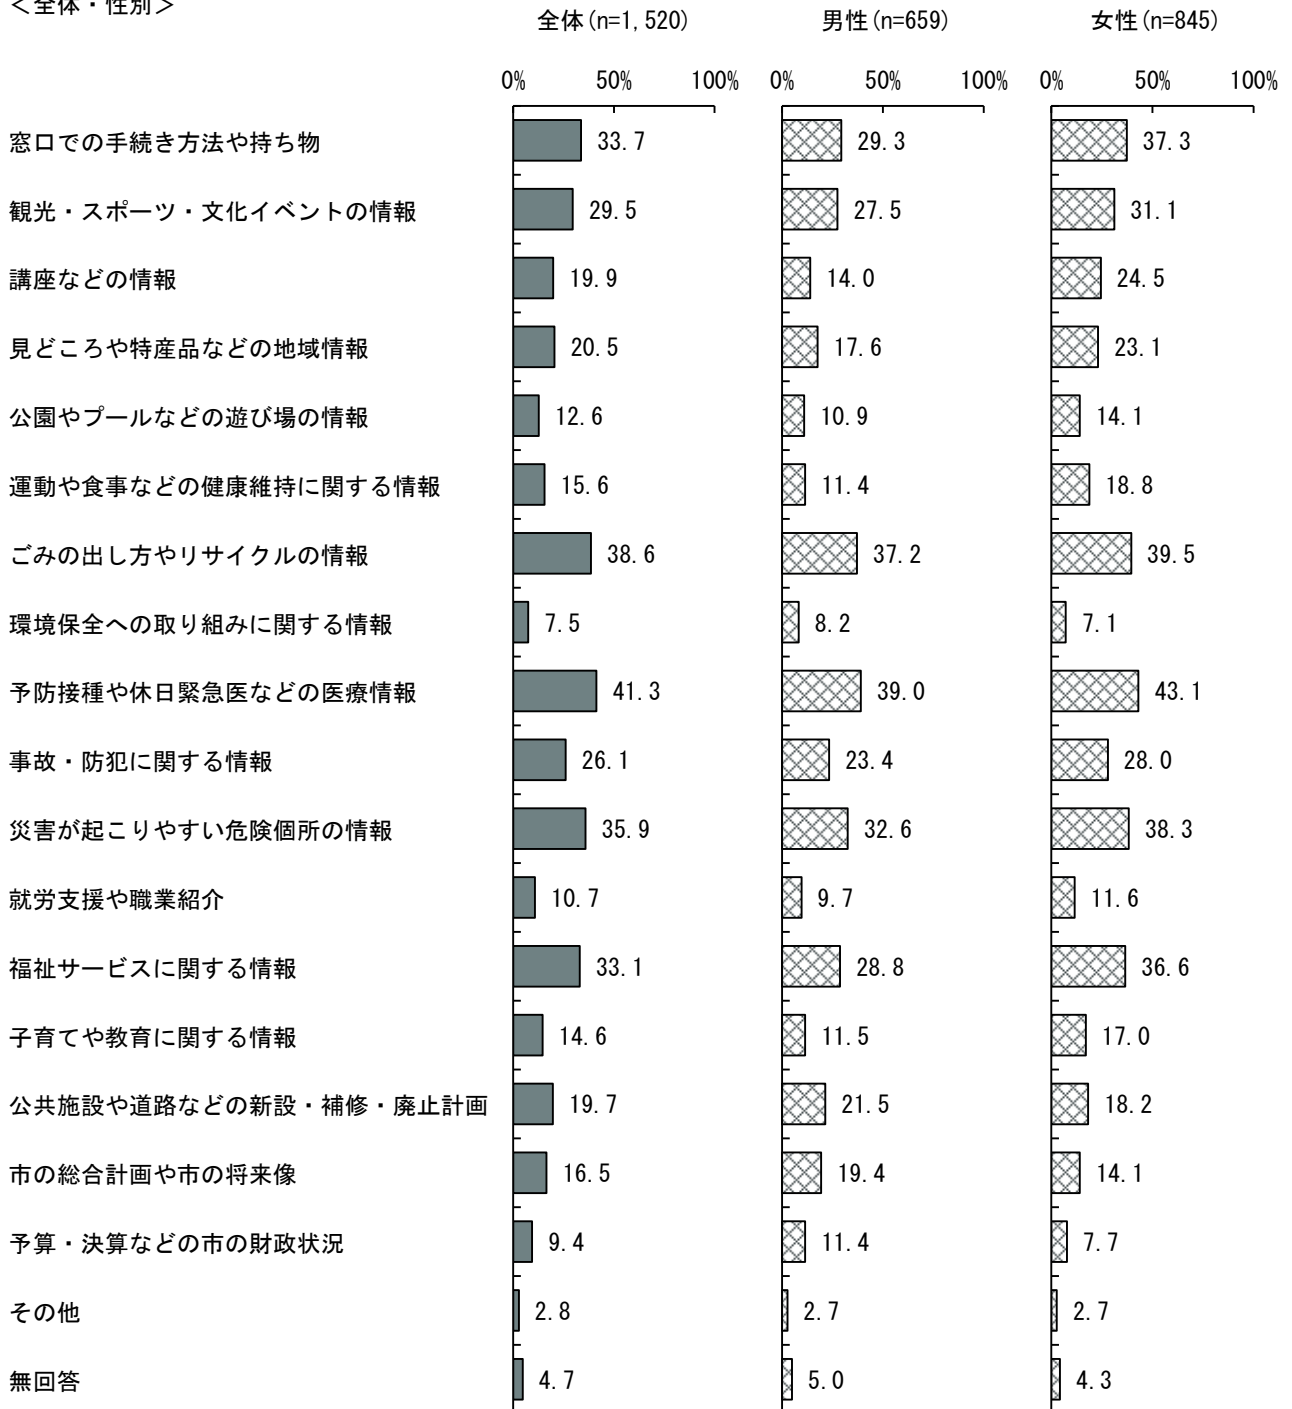 ＜全体・性別＞
全体(n=1,520) 男性(n=659) 女性(n=845)
0% 50% 100% 0% 50% 100% 0% 50% 100%
窓口での手続き方法や持ち物 33.7 29.3 37.3
観光・スポーツ・文化イベントの情報 29.5 27.5 31.1
講座などの情報 19.9 14.0 24.5
見どころや特産品などの地域情報 20.5 17.6 23.1
公園やプールなどの遊び場の情報 12.6 10.9 14.1
運動や食事などの健康維持に関する情報 15.6 11.4 18.8
ごみの出し方やリサイクルの情報 38.6 37.2 39.5
環境保全への取り組みに関する情報 7.5 8.2 7.1
予防接種や休日緊急医などの医療情報 41.3 39.0 43.1
事故・防犯に関する情報 26.1 23.4 28.0
災害が起こりやすい危険個所の情報 35.9 32.6 38.3
就労支援や職業紹介 10.7 9.7 11.6
福祉サービスに関する情報 33.1 28.8 36.6
子育てや教育に関する情報 14.6 11.5 17.0
公共施設や道路などの新設・補修・廃止計画 19.7 21.5 18.2
市の総合計画や市の将来像 16.5 19.4 14.1
予算・決算などの市の財政状況 9.4 11.4 7.7
その他 2.8 2.7 2.7
無回答 4.7 5.0 4.3